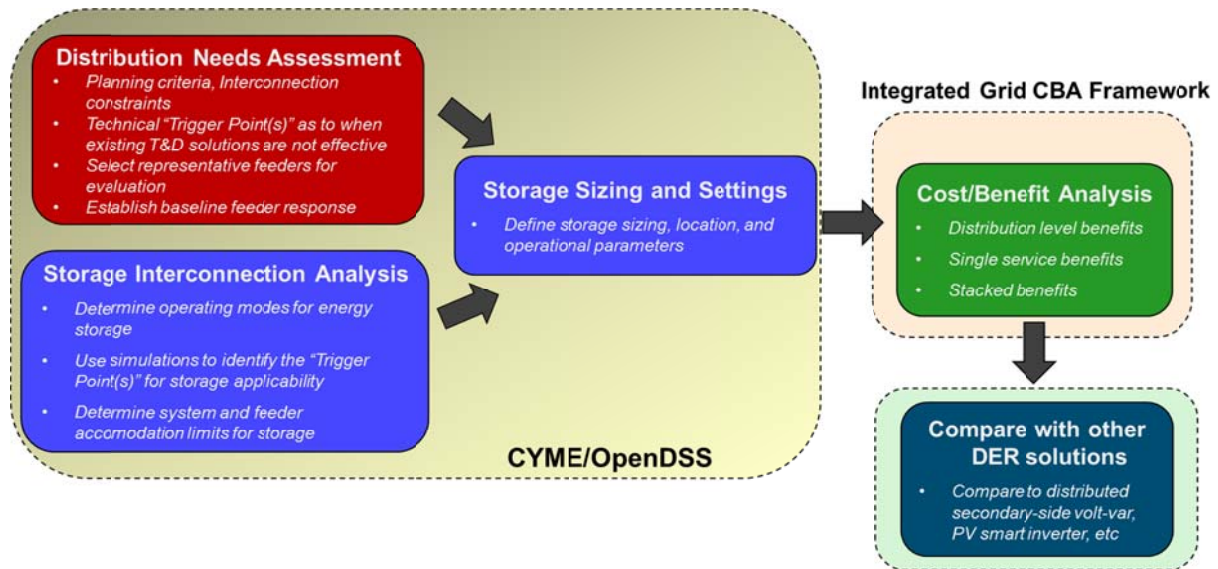 Distribution Needs Assessment
• Planning criteria, Interconnection
constraints
• Technical “Trigger Point(s)” as to when
existing T&D solutions are not effective
• Select representative feeders for
evaluation
• Establish baseline feeder response
Storage Interconnection Analysis
• Determine operating modes for energy
storage
• Use simulations to identify the “Trigger
Point(s)” for storage applicability
• Determine system and feeder
accomodation limits for storage
Storage Sizing and Settings
• Define storage sizing, location, and
operational parameters
CYME/OpenDSS
Integrated Grid CBA Framework
Cost/Benefit Analysis
• Distribution level benefits
• Single service benefits
• Stacked benefits
Compare with other
DER solutions
• Compare to distributed
secondary-side volt-var,
PV smart inverter, etc